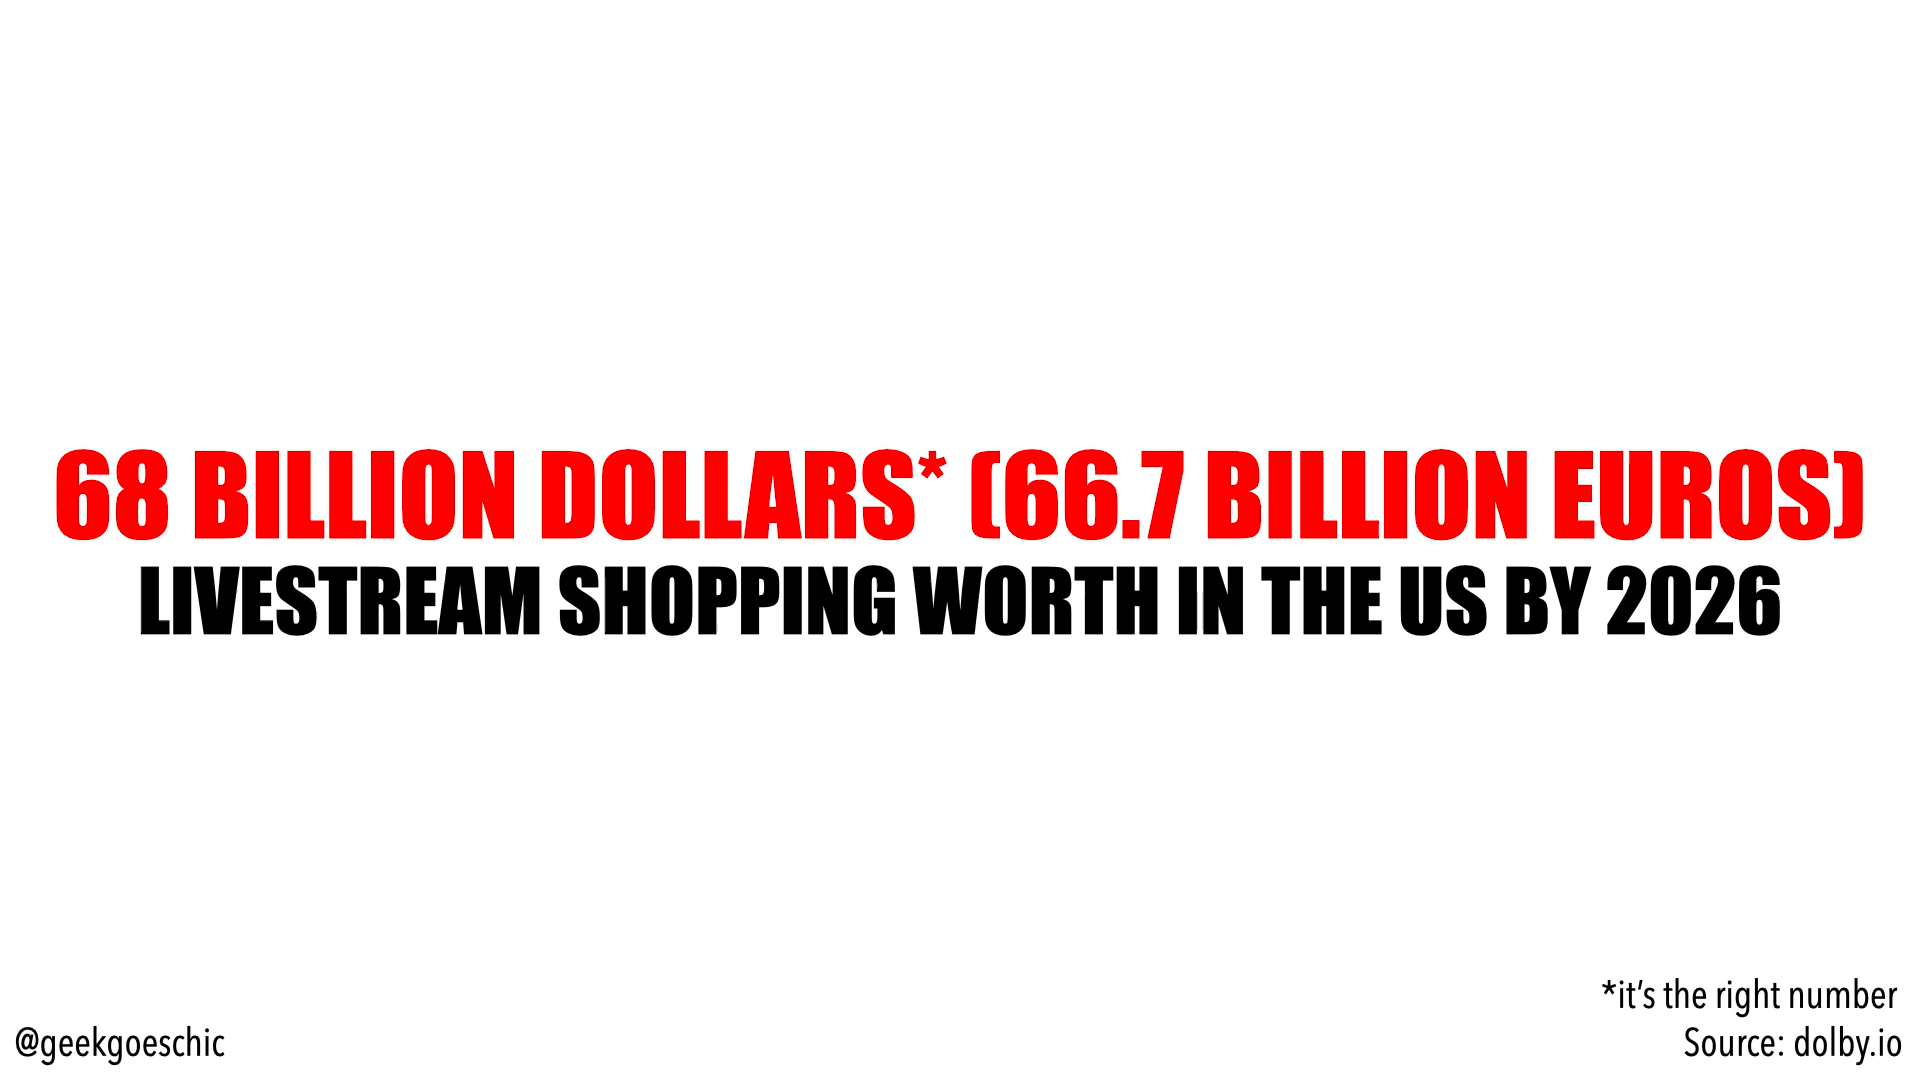 68 BILLION DOLLARS* (66.7 BILLION EUROS)
LIVESTREAM SHOPPING WORTH IN THE US BY 2026
*it’s the right number
@geekgoeschic
Source: dolby.io